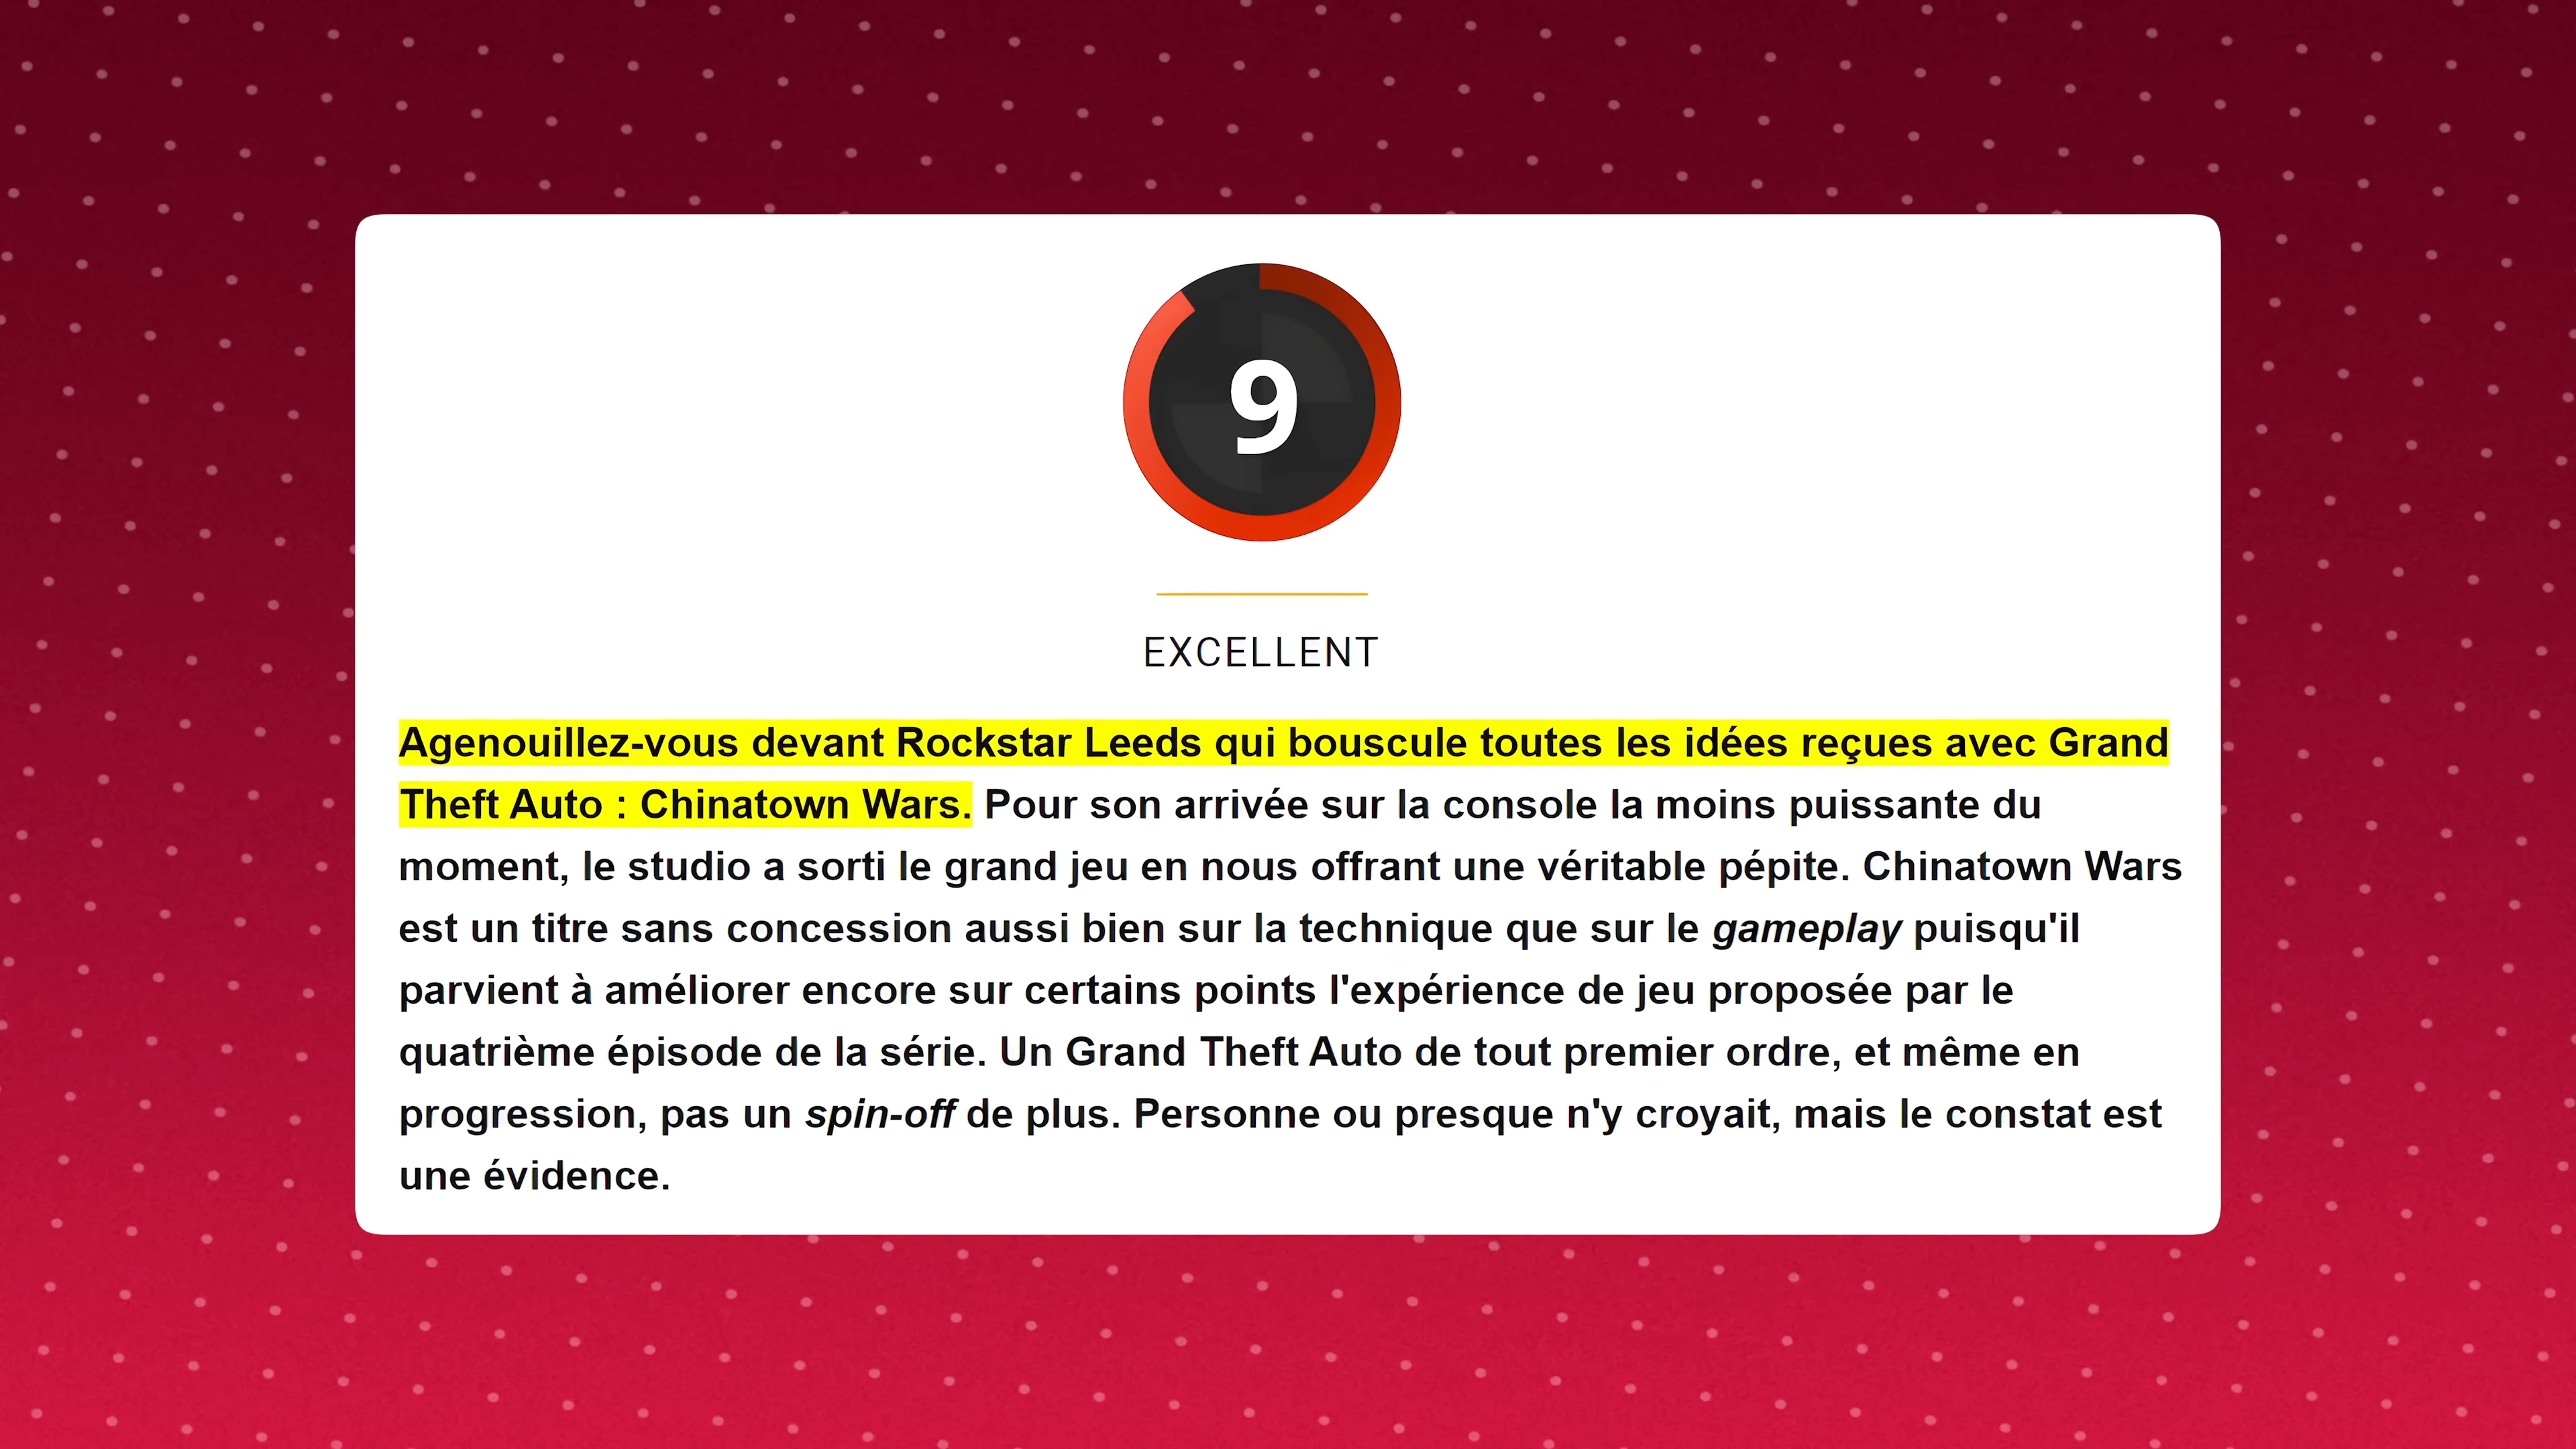 9
EXCELLENT
Agenouillez-vous devant Rockstar Leeds qui bouscule toutes les idées reçues avec Grand
Theft Auto : Chinatown Wars. Pour son arrivée sur la console la moins puissante du
moment, le studio a sorti le grand jeu en nous offrant une véritable pépite. Chinatown Wars
est un titre sans concession aussi bien sur la technique que sur le gameplay puisqu'il
parvient à améliorer encore sur certains points l'expérience de jeu proposée par le
quatrième épisode de la série. Un Grand Theft Auto de tout premier ordre, et même en
progression, pas un spin-off de plus. Personne ou presque n'y croyait, mais le constat est
une évidence.